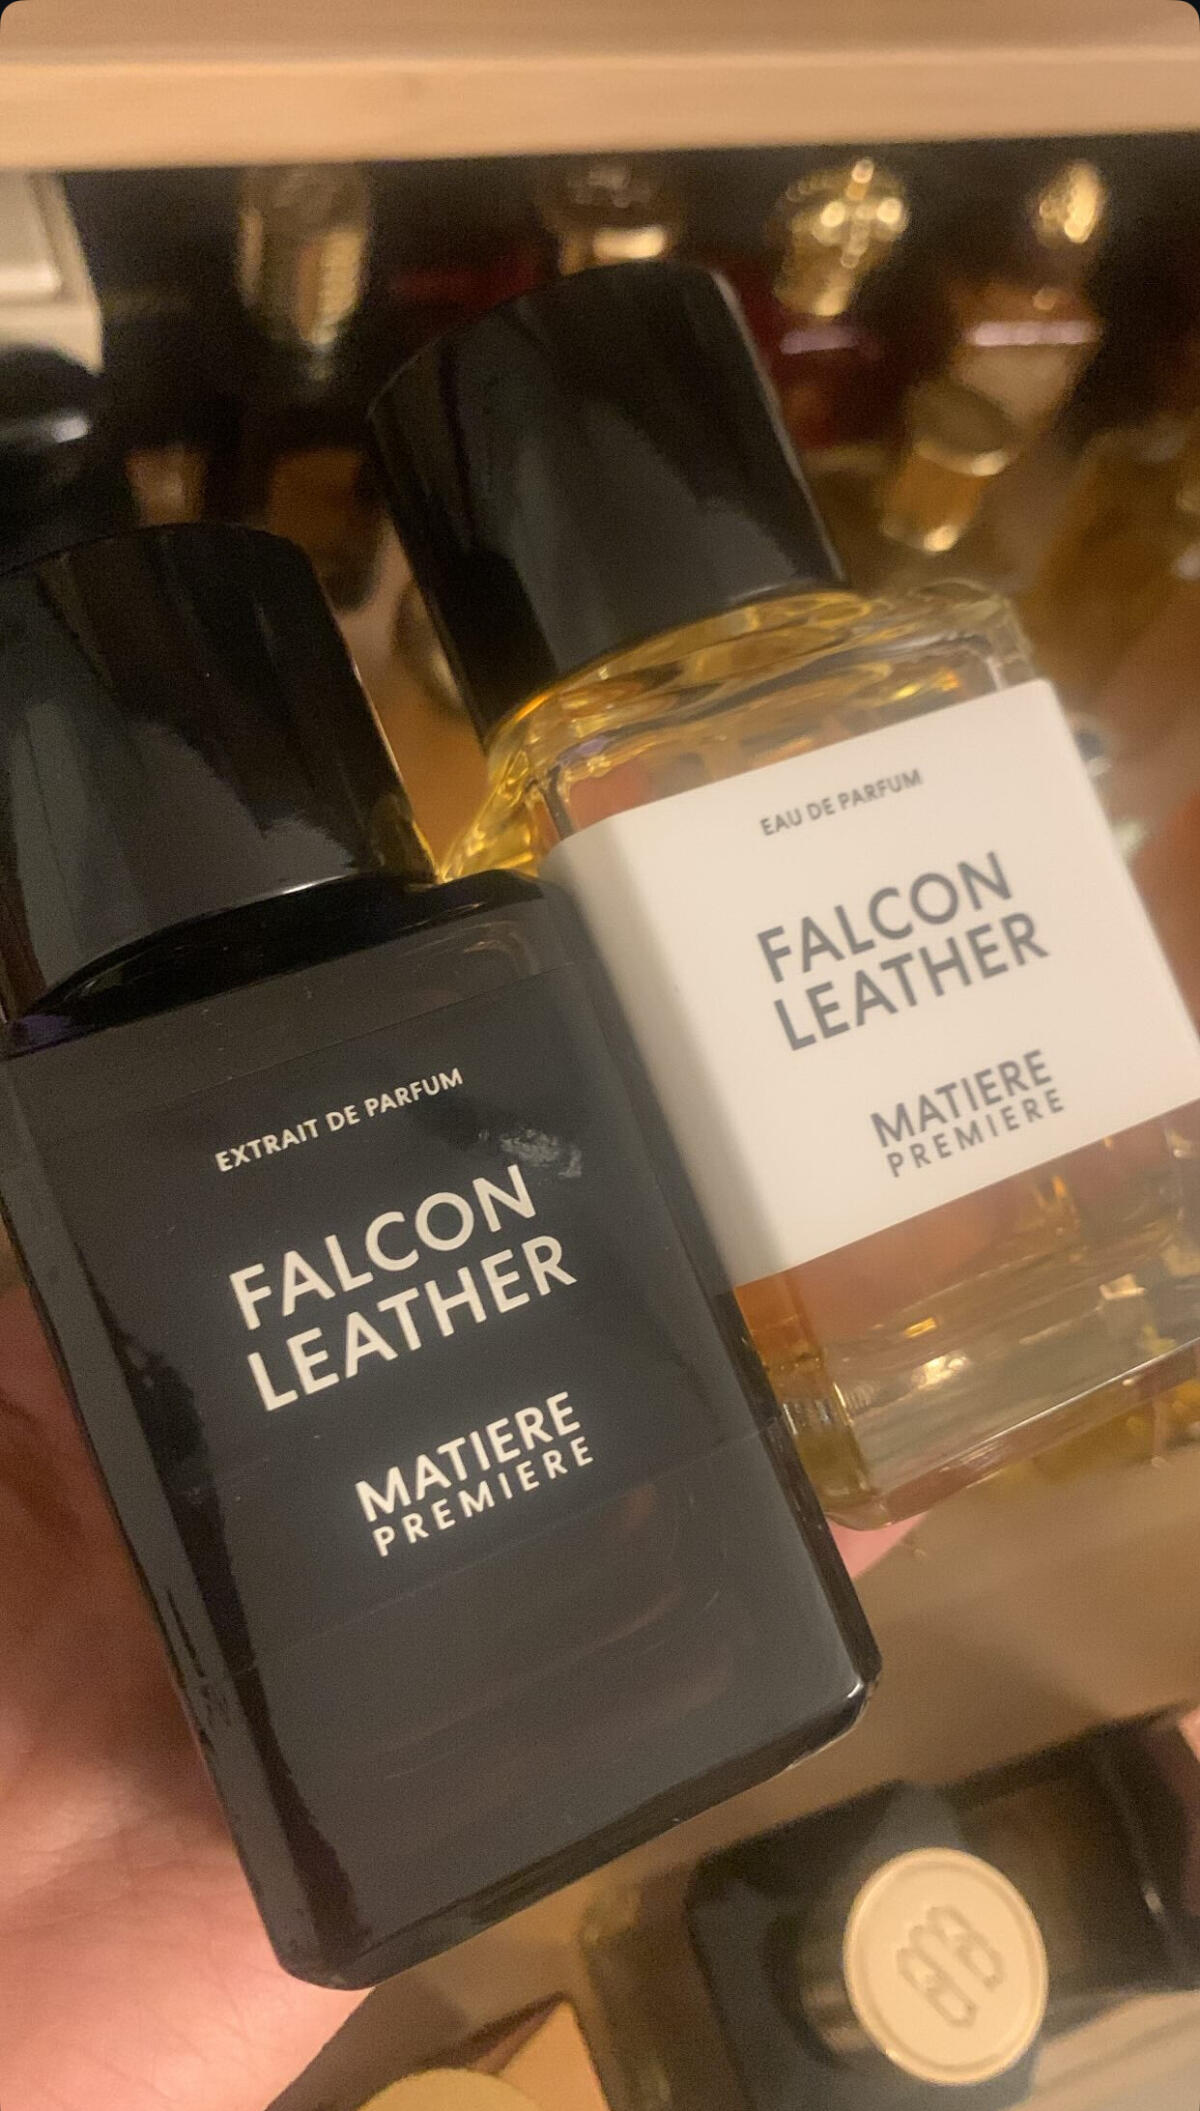 EXTRAIT DE PARFUM
FALCON
LEATHER
MATIERE
PREMIERE
EAU DE PARFUM
FALCON
LEATHER
MATIERE
PREMIERE